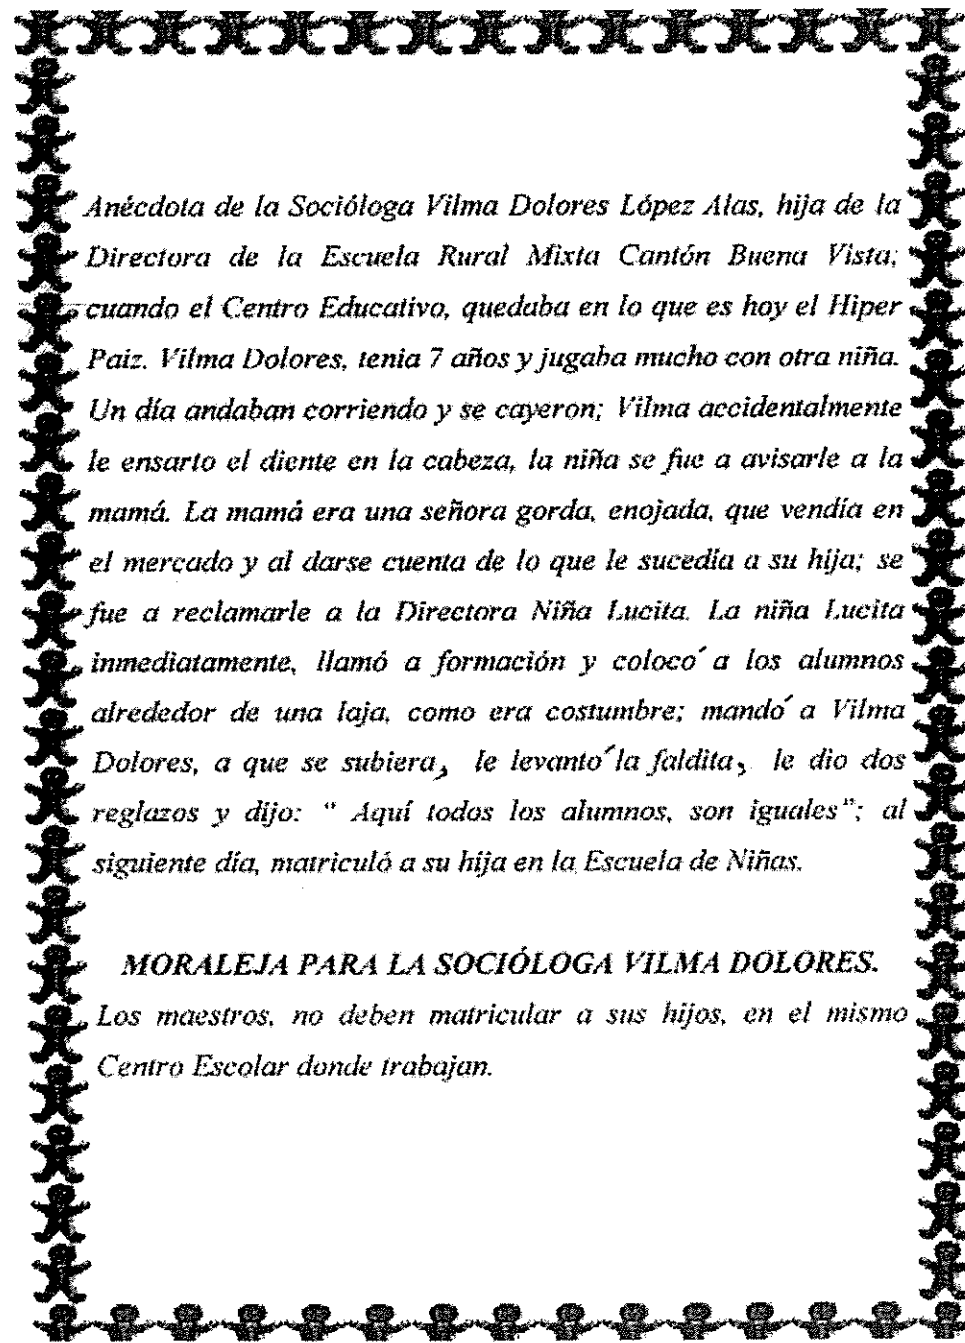 Anécdota de la Socióloga Vilma Dolores López Alas, hija de la
Directora de la Escuela Rural Mixta Cantón Buena Vista;
cuando el Centro Educativo, quedaba en lo que es hoy el Hiper
Paiz. Vilma Dolores, tenia 7 años y jugaba mucho con otra niña.
Un día andaban corriendo y se cayeron; Vilma accidentalmente
le ensarto el diente en la cabeza, la niña se fue a avisarle a la
mamá. La mamá era una señora gorda, enojada, que vendía en
el mercado y al darse cuenta de lo que le sucedía a su hija; se
fue a reclamarle a la Directora Niña Lucita. La niña Lucita
inmediatamente, llamó a formación y colocó a los alumnos
alrededor de una laja, como era costumbre; mandó a Vilma
Dolores, a que se subiera, le levantó la faldita, le dio dos
reglazos y dijo: “ Aquí todos los alumnos, son iguales”; al
siguiente día, matriculó a su hija en la Escuela de Niñas.
MORALEJA PARA LA SOCIÓLOGA VILMA DOLORES.
Los maestros, no deben matricular a sus hijos, en el mismo
Centro Escolar donde trabajan.